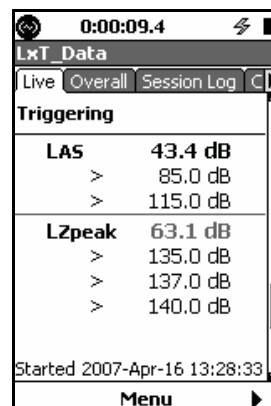 0:00:09.4
LxT_Data
Live Overall Session Log C
Triggering
LAS 43.4 dB
> 85.0 dB
> 115.0 dB
LZpeak 63.1 dB
> 135.0 dB
> 137.0 dB
> 140.0 dB
Started 2007-Apr-16 13:28:33
Menu